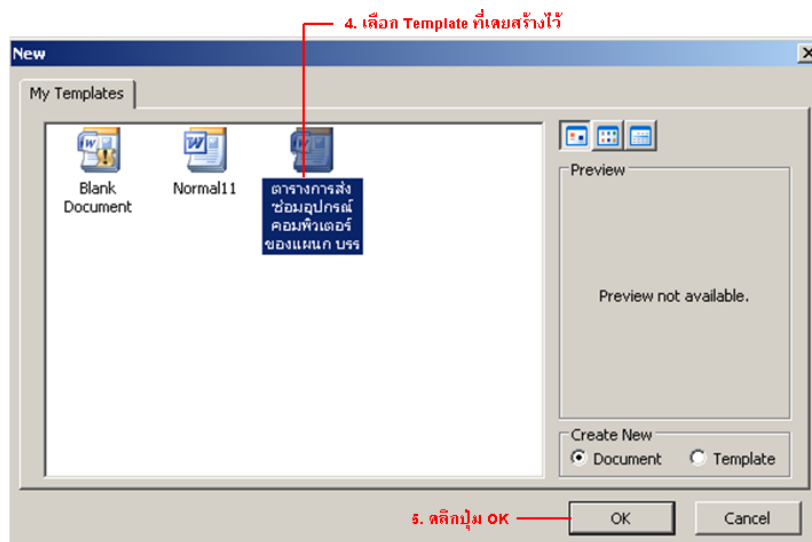 4. เลือก Template ที่เคยสร้างไว้
New
My Templates
Blank
Document
Normal11
ตารางการส่ง
ซ่อมอุปกรณ์
คอมพิวเตอร์
ของแผนก บรร
Preview
Preview not available.
Create New
Document
Template
5. คลิกปุ่ม OK
OK
Cancel